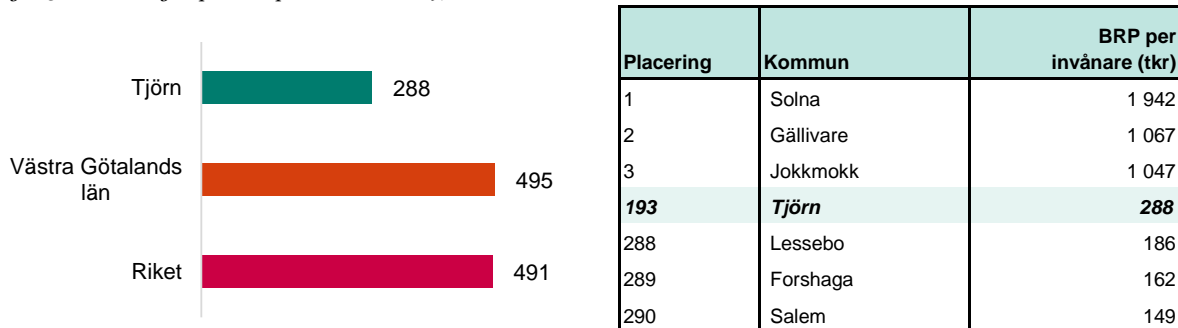 Tjörn 288
Västra Götalands
län 495
Riket 491
Placering Kommun BRP per
invånare (tkr)
1 Solna 1 942
2 Gällivare 1 067
3 Jokkmokk 1 047
193 Tjörn 288
288 Lessebo 186
289 Forshaga 162
290 Salem 149